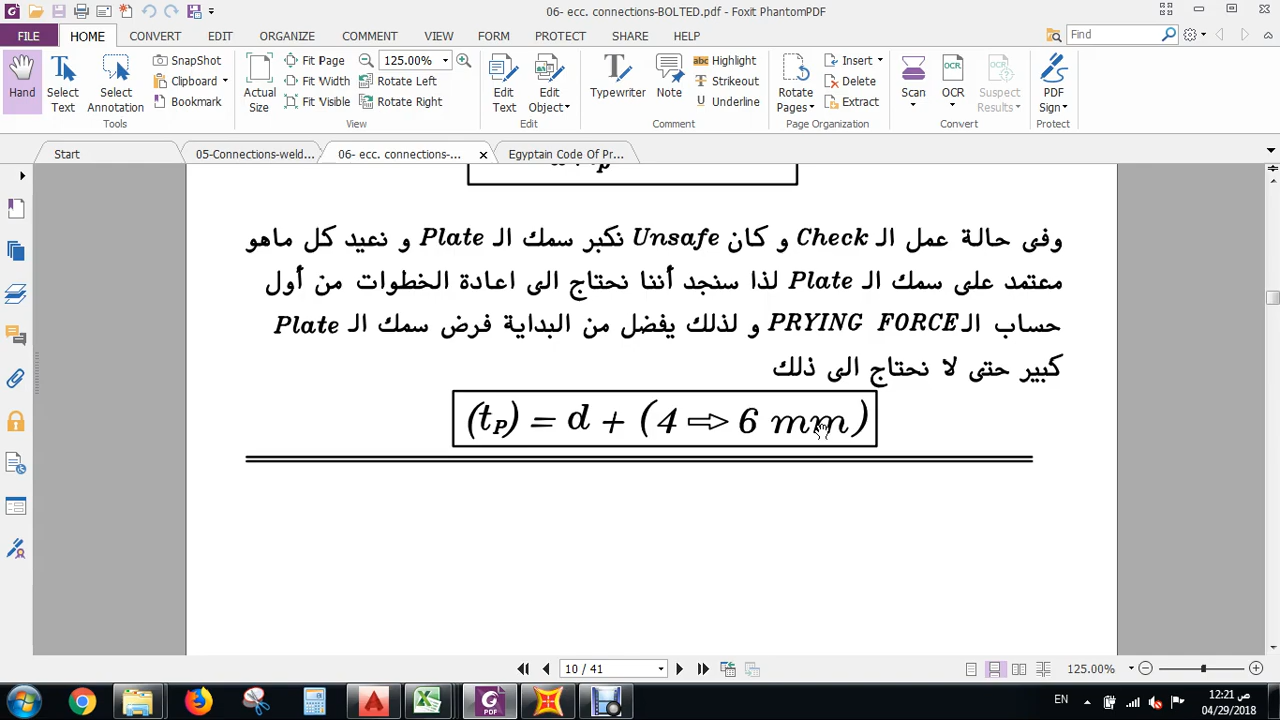 06- ecc. connections-BOLTED.pdf - Foxit PhantomPDF
FILE HOME CONVERT EDIT ORGANIZE COMMENT VIEW FORM PROTECT SHARE HELP Find
SnapShot Fit Page 125.00% Highlight Insert
Clipboard Fit Width Rotate Left Strikeout Delete
Bookmark Fit Visible Rotate Right Underline Extract
Hand Select Text Select Annotation Actual Size Edit Text Edit Object Typewriter Note Rotate Pages Scan OCR Suspect Results PDF Sign
Tools View Edit Comment Page Organization Convert Protect
Start 05-Connections-weld... 06- ecc. connections-... Egyptain Code Of Pr...
وفى حالة عمل الـ Check و كان Unsafe نكبر سمك الـ Plate و نعيد كل ماهو
معتمد على سمك الـ Plate لذا سنجد أننا نحتاج الى اعادة الخطوات من أول
حساب الـ PRYING FORCE و لذلك يفضل من البداية فرض سمك الـ Plate
كبير حتى لا نحتاج الى ذلك
(tP) = d + (4 ⇨ 6 mm)
10 / 41 125.00%
EN 12:21 ص
04/29/2018